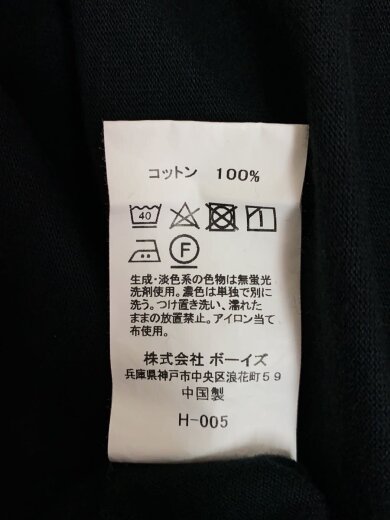 コットン 100%
40
F
生成・淡色系の色物は無蛍光
洗剤使用。濃色は単独で別に
洗う。つけ置き洗い、濡れた
ままの放置禁止。アイロン当て
布使用。
株式会社 ボーイズ
兵庫県神戸市中央区浪花町59
中国製
H-005